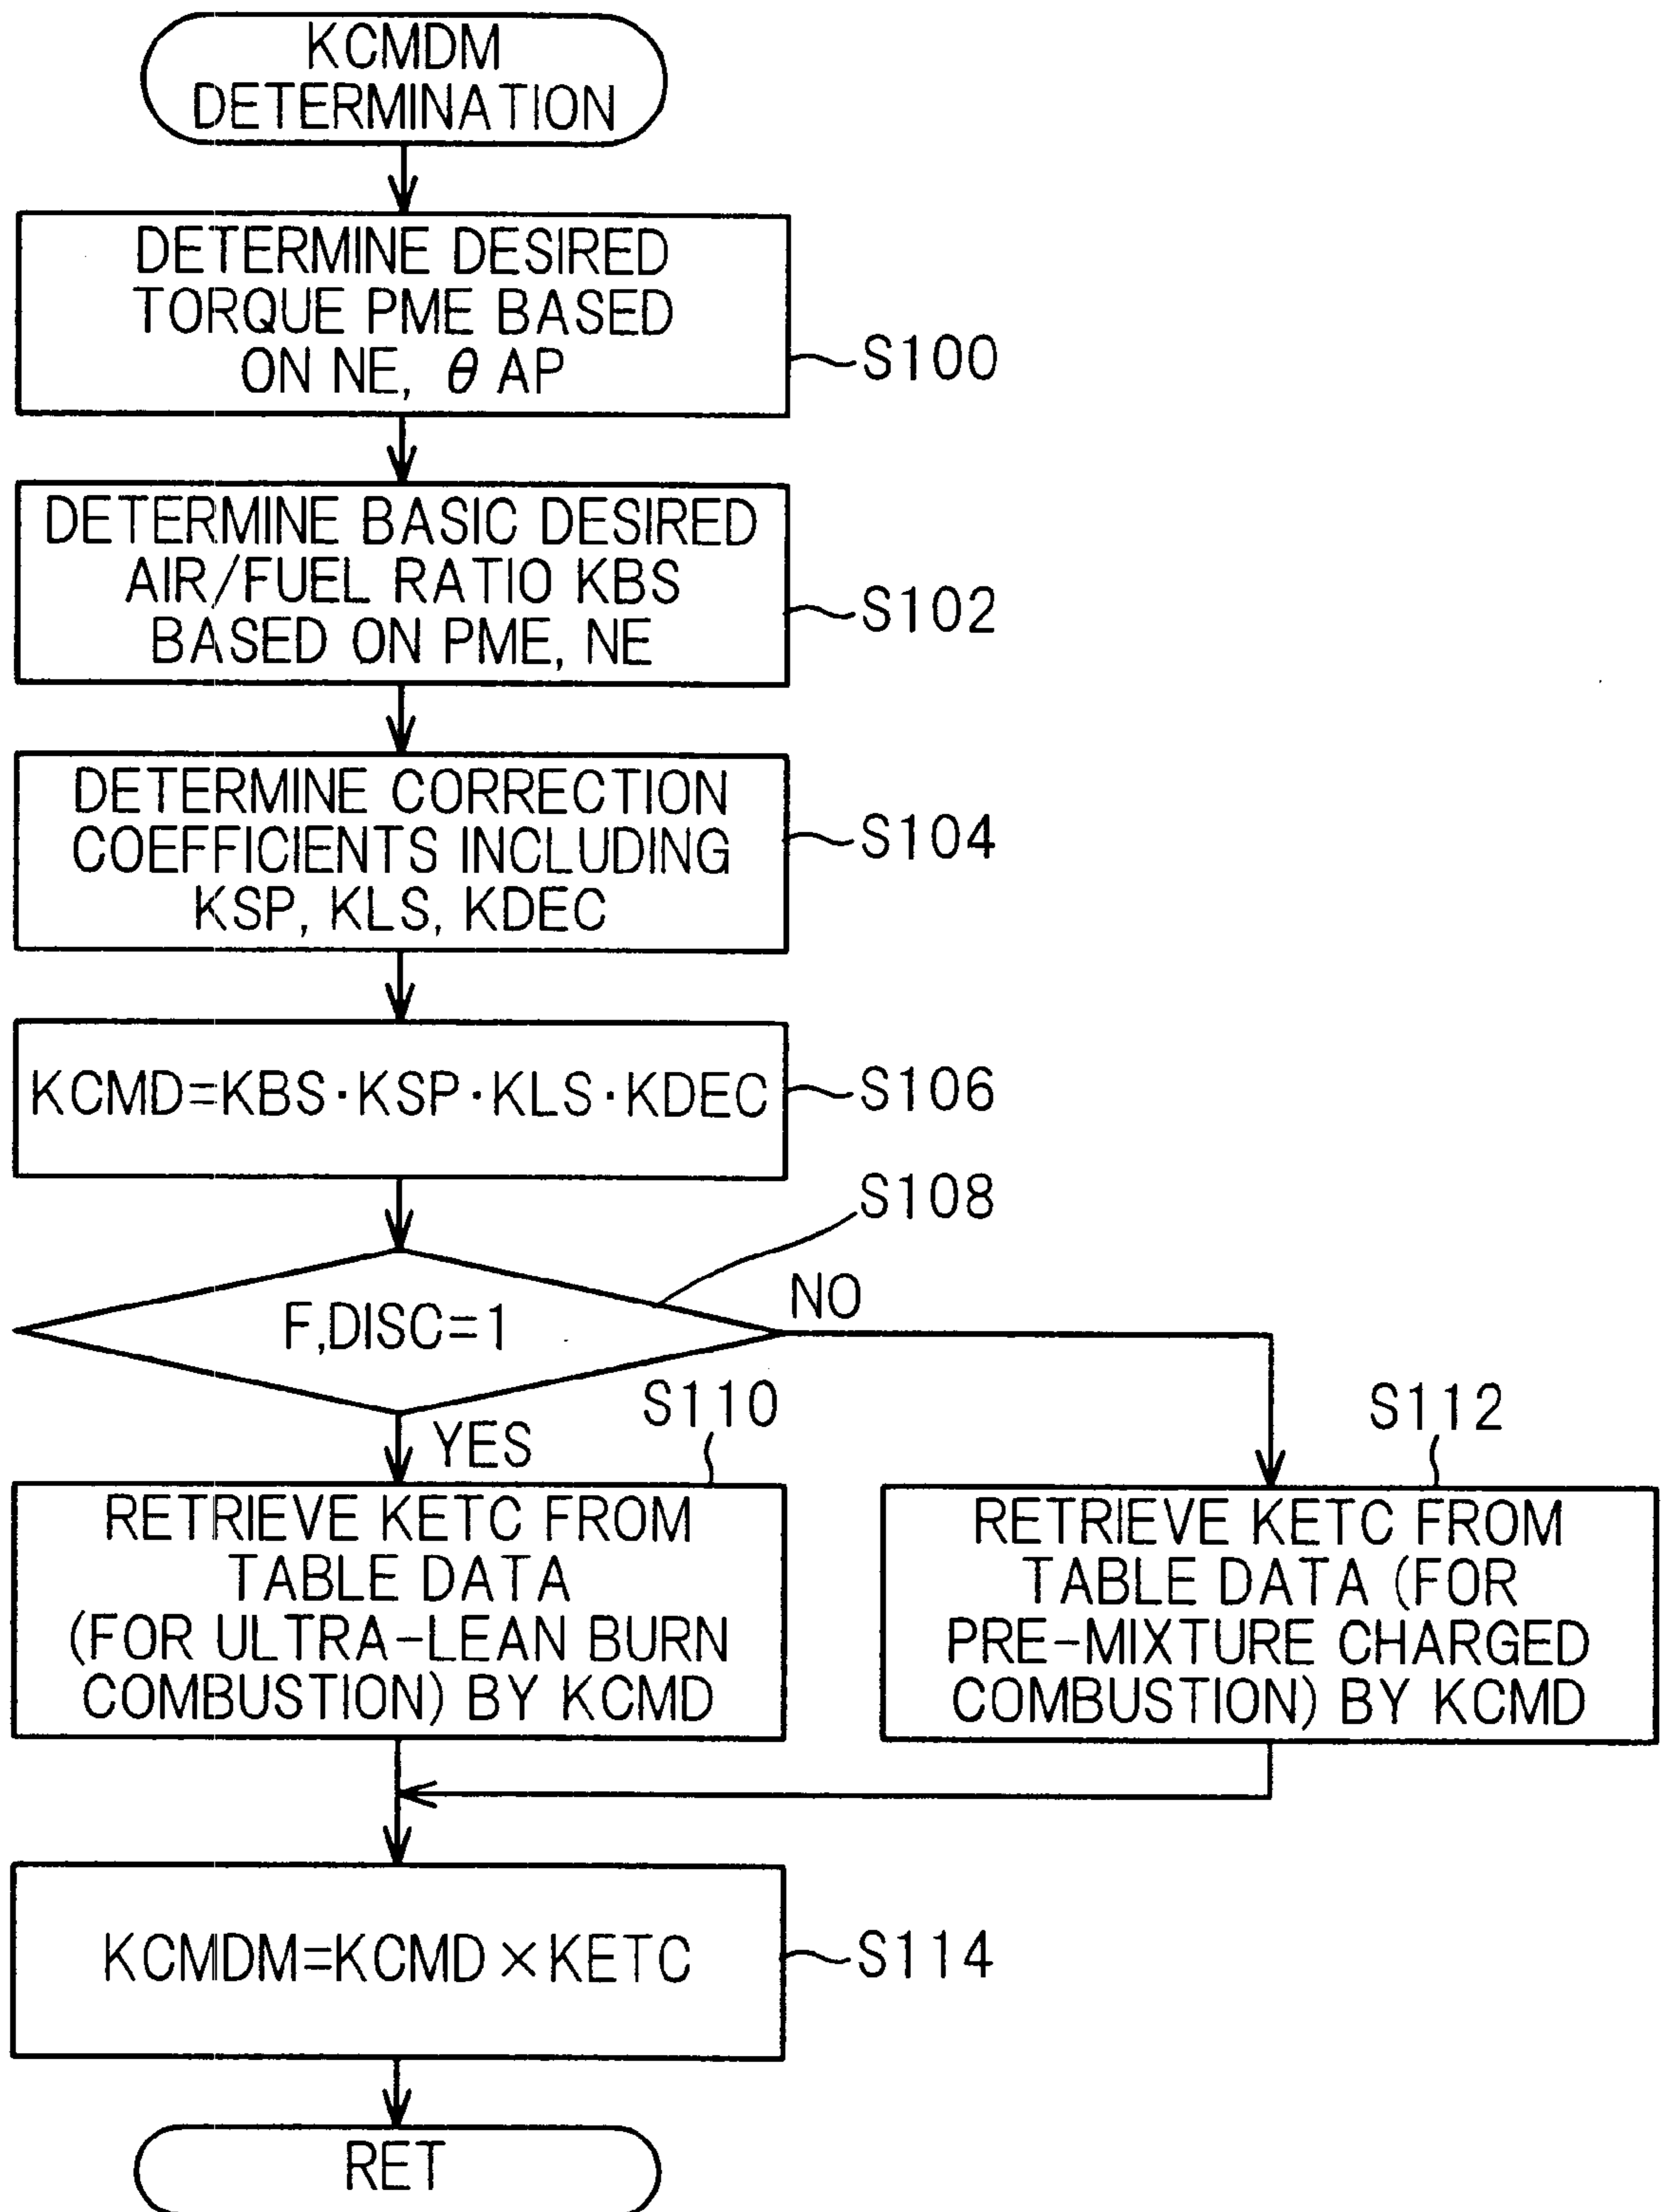 KCMDM
DETERMINATION
DETERMINE DESIRED
TORQUE PME BASED
ON NE, θ AP
S100
DETERMINE BASIC DESIRED
AIR/FUEL RATIO KBS
BASED ON PME, NE
S102
DETERMINE CORRECTION
COEFFICIENTS INCLUDING
KSP, KLS, KDEC
S104
KCMD=KBS·KSP·KLS·KDEC
S106
S108
F,DISC=1
NO
YES
S110
RETRIEVE KETC FROM
TABLE DATA
(FOR ULTRA-LEAN BURN
COMBUSTION) BY KCMD
S112
RETRIEVE KETC FROM
TABLE DATA (FOR
PRE-MIXTURE CHARGED
COMBUSTION) BY KCMD
KCMDM=KCMD×KETC
S114
RET